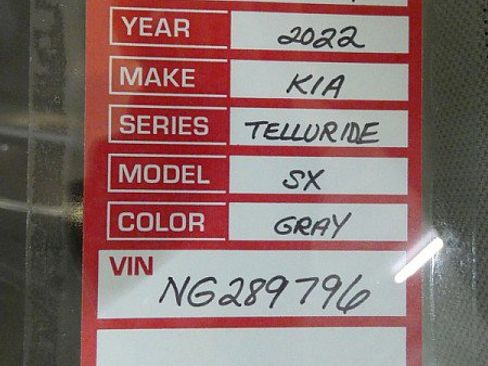 YEAR 2022
MAKE KIA
SERIES TELLURIDE
MODEL SX
COLOR GRAY
VIN
NG289796